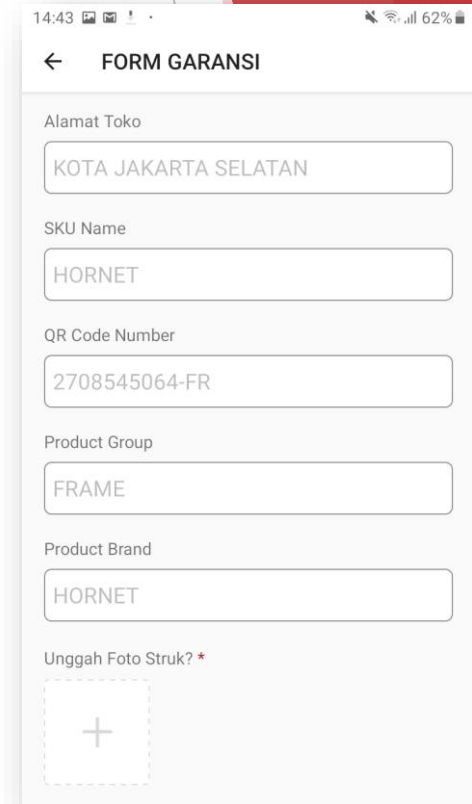 14:43 62%
FORM GARANSI
Alamat Toko
KOTA JAKARTA SELATAN
SKU Name
HORNET
QR Code Number
2708545064-FR
Product Group
FRAME
Product Brand
HORNET
Unggah Foto Struk? *